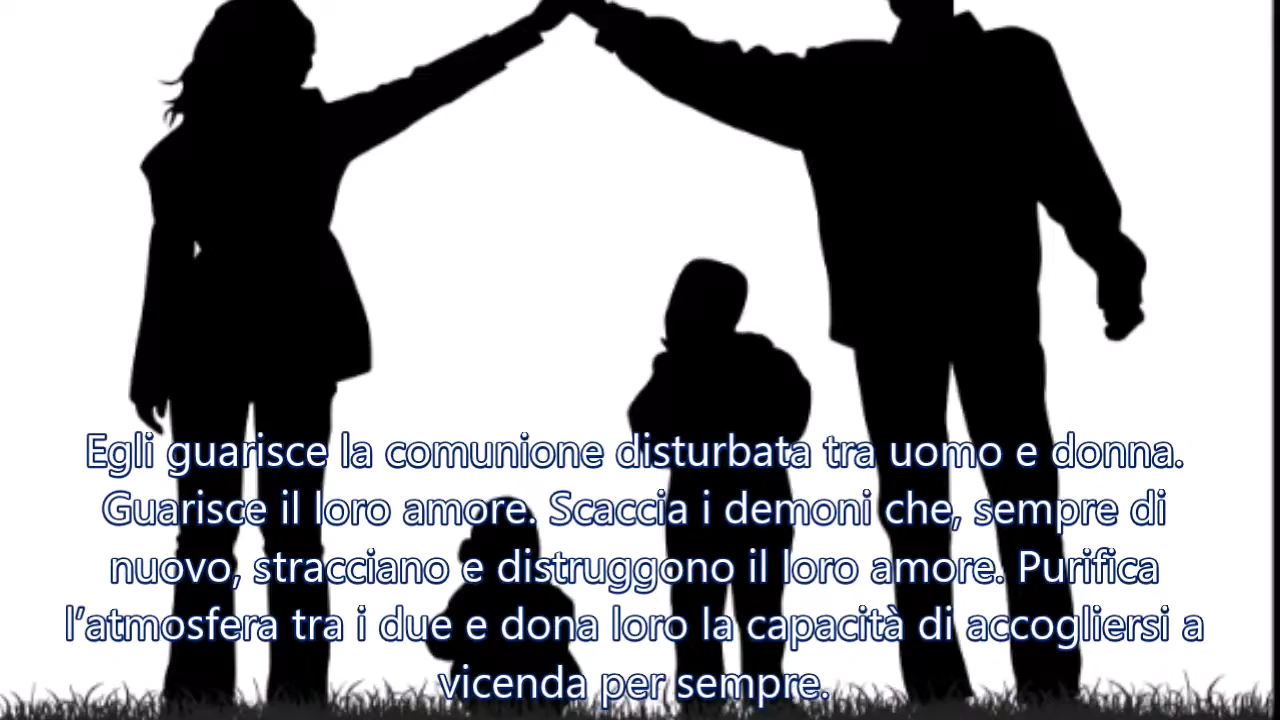 Egli guarisce la comunione disturbata tra uomo e donna.
Guarisce il loro amore. Scaccia i demoni che, sempre di
nuovo, stracciano e distruggono il loro amore. Purifica
l’atmosfera tra i due e dona loro la capacità di accogliersi a
vicenda per sempre.